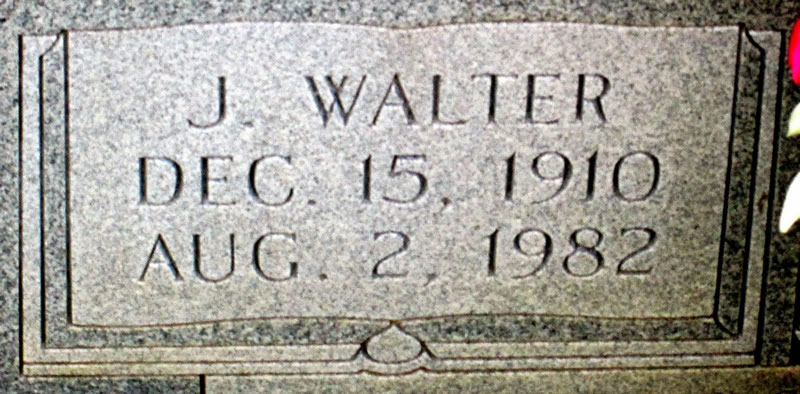 J. WALTER
DEC. 15, 1910
AUG. 2, 1982